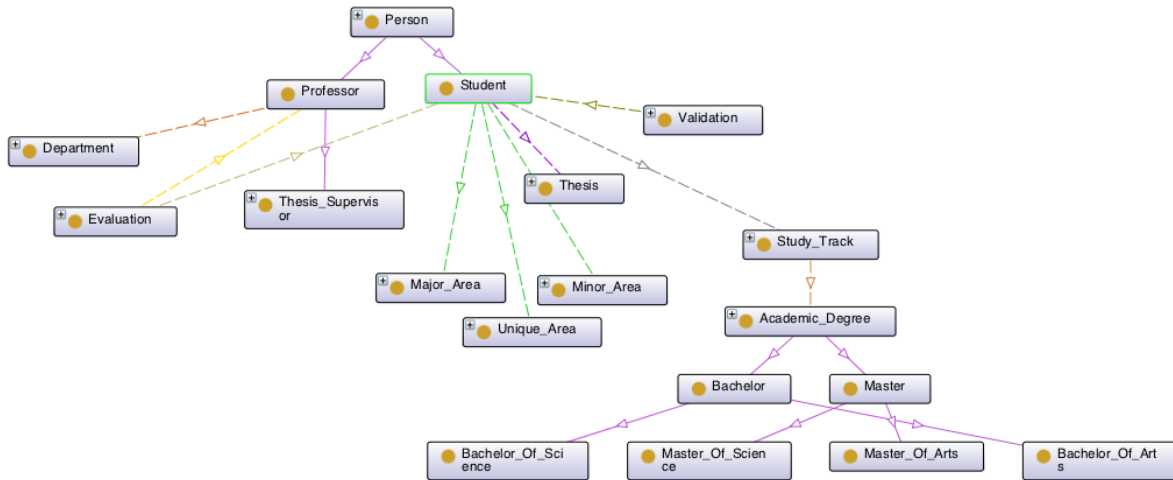 Person
Professor
Student
Department
Validation
Evaluation
Thesis_Supervis
or
Thesis
Study_Track
Major_Area
Minor_Area
Unique_Area
Academic_Degree
Bachelor
Master
Bachelor_Of_Sci
ence
Master_Of_Scien
ce
Master_Of_Arts
Bachelor_Of_Art
s